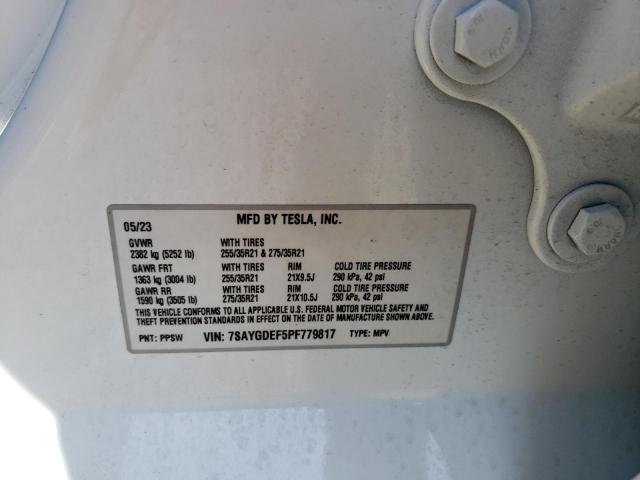 05/23 MFD BY TESLA, INC.
GVWR WITH TIRES
2382 kg (5252 lb) 255/35R21 & 275/35R21
GAWR FRT WITH TIRES RIM COLD TIRE PRESSURE
1363 kg (3004 lb) 255/35R21 21X9.5J 290 kPa, 42 psi
GAWR RR WITH TIRES RIM COLD TIRE PRESSURE
1590 kg (3505 lb) 275/35R21 21X10.5J 290 kPa, 42 psi
THIS VEHICLE CONFORMS TO ALL APPLICABLE U.S. FEDERAL MOTOR VEHICLE SAFETY AND
THEFT PREVENTION STANDARDS IN EFFECT ON THE DATE OF MANUFACTURE SHOWN ABOVE.
PNT: PPSW VIN: 7SAYGDEF5PF779817 TYPE: MPV